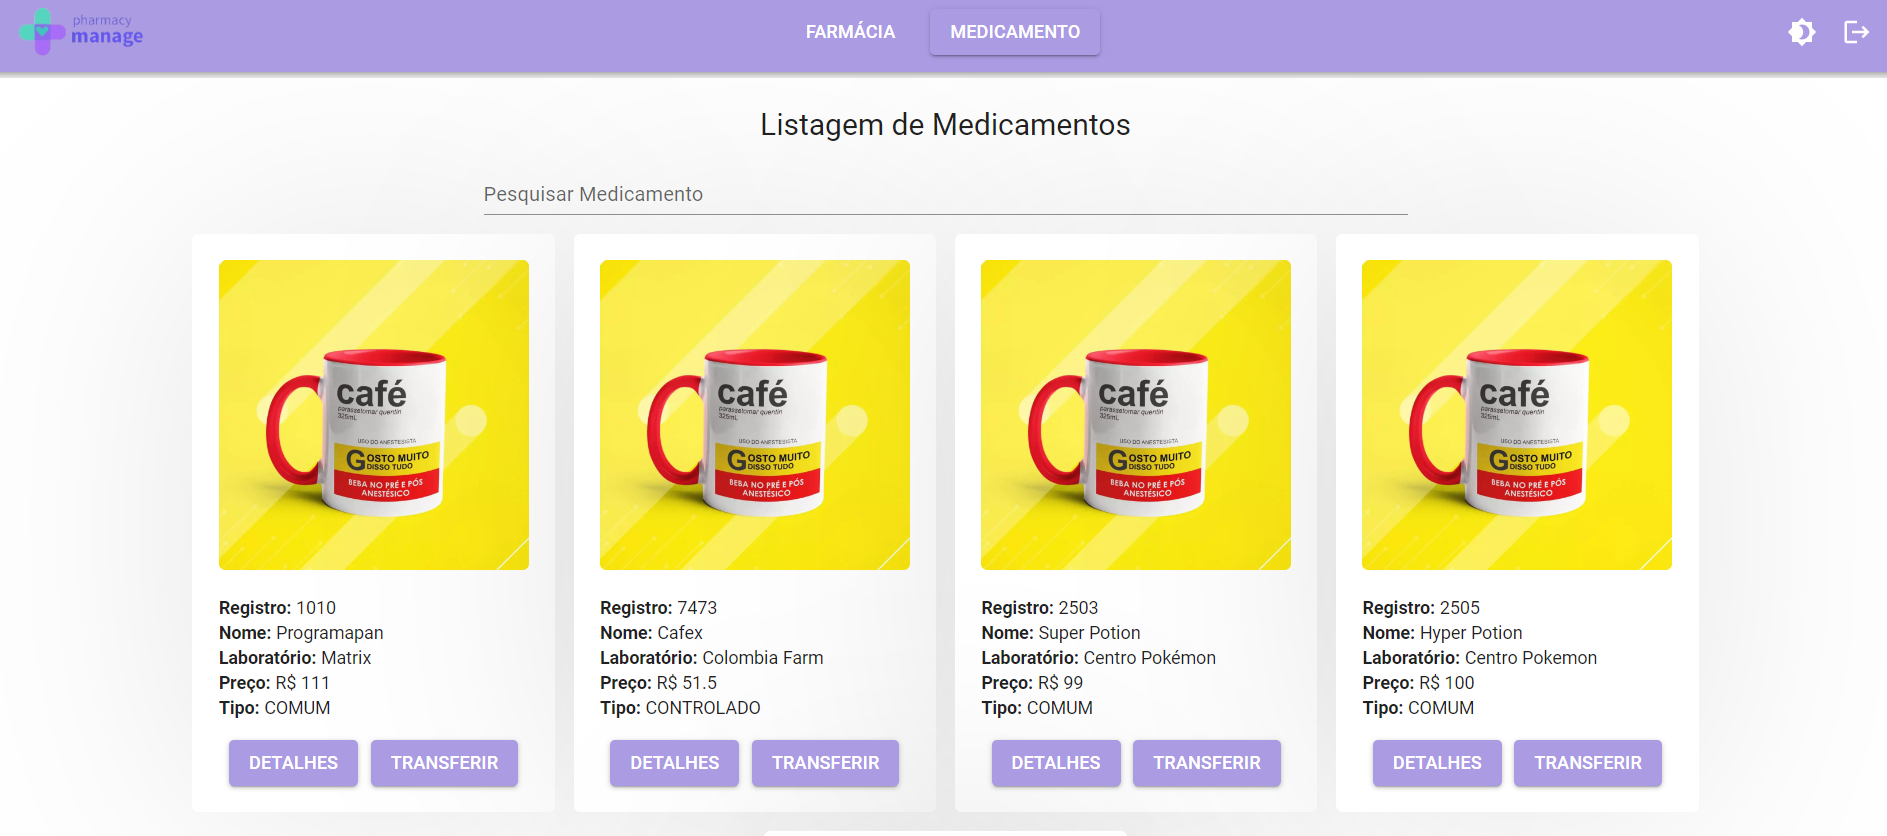 pharmacy
manage
FARMÁCIA
MEDICAMENTO
Listagem de Medicamentos
Pesquisar Medicamento
café
parassetomar quentin
325mL
USO DO ANESTESISTA
GOSTO MUITO
DISSO TUDO
BEBA NO PRÉ E PÓS
ANESTÉSICO
Registro: 1010
Nome: Programapan
Laboratório: Matrix
Preço: R$ 111
Tipo: COMUM
DETALHES
TRANSFERIR
café
parassetomar quentin
325mL
USO DO ANESTESISTA
GOSTO MUITO
DISSO TUDO
BEBA NO PRÉ E PÓS
ANESTÉSICO
Registro: 7473
Nome: Cafex
Laboratório: Colombia Farm
Preço: R$ 51.5
Tipo: CONTROLADO
DETALHES
TRANSFERIR
café
parassetomar quentin
325mL
USO DO ANESTESISTA
GOSTO MUITO
DISSO TUDO
BEBA NO PRÉ E PÓS
ANESTÉSICO
Registro: 2503
Nome: Super Potion
Laboratório: Centro Pokémon
Preço: R$ 99
Tipo: COMUM
DETALHES
TRANSFERIR
café
parassetomar quentin
325mL
USO DO ANESTESISTA
GOSTO MUITO
DISSO TUDO
BEBA NO PRÉ E PÓS
ANESTÉSICO
Registro: 2505
Nome: Hyper Potion
Laboratório: Centro Pokemon
Preço: R$ 100
Tipo: COMUM
DETALHES
TRANSFERIR